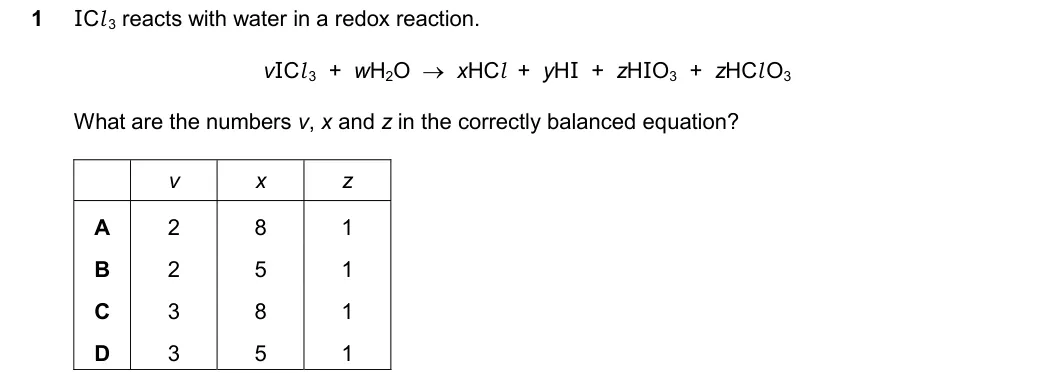 1 ICl₃ reacts with water in a redox reaction.
vICl₃ + wH₂O → xHCl + yHI + zHIO₃ + zHClO₃
What are the numbers v, x and z in the correctly balanced equation?
v x z
A 2 8 1
B 2 5 1
C 3 8 1
D 3 5 1